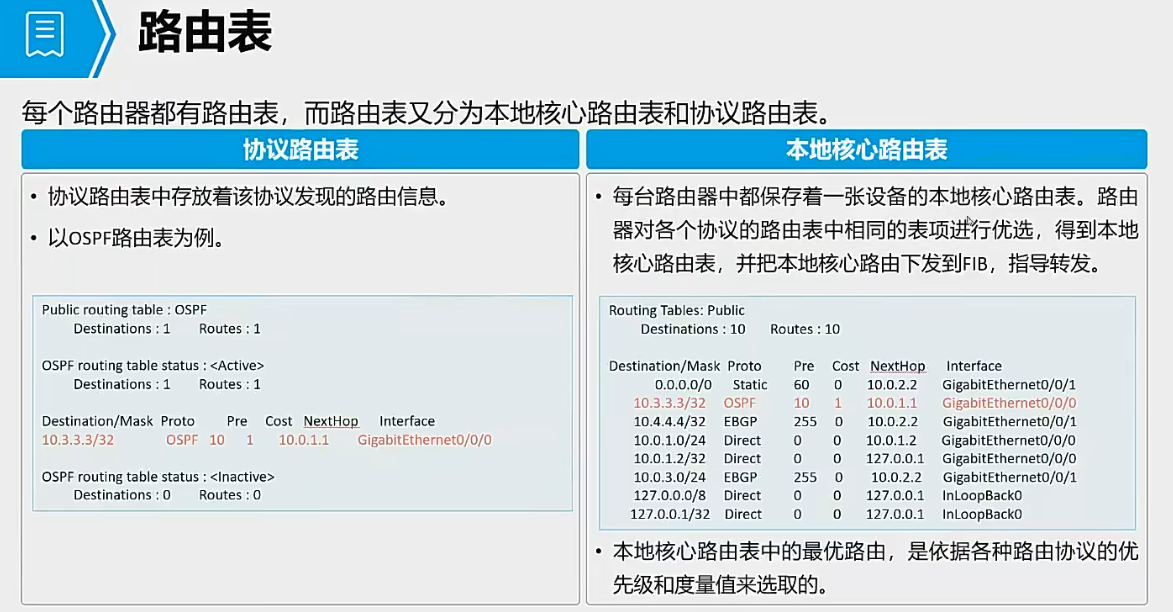 路由表
每个路由器都有路由表，而路由表又分为本地核心路由表和协议路由表。
协议路由表
• 协议路由表中存放着该协议发现的路由信息。
• 以OSPF路由表为例。
Public routing table : OSPF
Destinations : 1 Routes : 1
OSPF routing table status : <Active>
Destinations : 1 Routes : 1
Destination/Mask Proto Pre Cost NextHop Interface
10.3.3.3/32 OSPF 10 1 10.0.1.1 GigabitEthernet0/0/0
OSPF routing table status : <Inactive>
Destinations : 0 Routes : 0
本地核心路由表
• 每台路由器中都保存着一张设备的本地核心路由表。路由
器对各个协议的路由表中相同的表项进行优选，得到本地
核心路由表，并把本地核心路由下发到FIB，指导转发。
Routing Tables: Public
Destinations : 10 Routes : 10
Destination/Mask Proto Pre Cost NextHop Interface
0.0.0.0/0 Static 60 0 10.0.2.2 GigabitEthernet0/0/1
10.3.3.3/32 OSPF 10 1 10.0.1.1 GigabitEthernet0/0/0
10.4.4.4/32 EBGP 255 0 10.0.2.2 GigabitEthernet0/0/1
10.0.1.0/24 Direct 0 0 10.0.1.2 GigabitEthernet0/0/0
10.0.1.2/32 Direct 0 0 127.0.0.1 GigabitEthernet0/0/0
10.0.3.0/24 EBGP 255 0 10.0.2.2 GigabitEthernet0/0/1
127.0.0.0/8 Direct 0 0 127.0.0.1 InLoopBack0
127.0.0.1/32 Direct 0 0 127.0.0.1 InLoopBack0
• 本地核心路由表中的最优路由，是依据各种路由协议的优
先级和度量值来选取的。